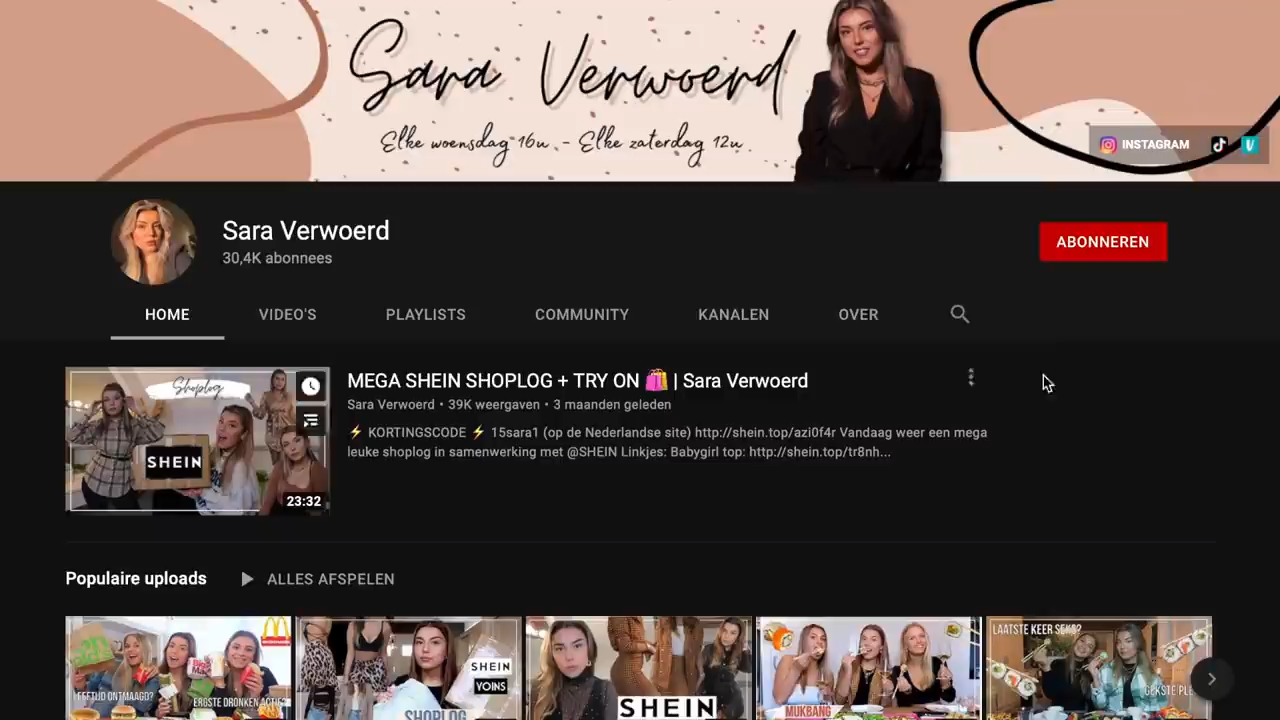 Sara Verwoerd
Elke woensdag 16u - Elke zaterdag 12u
INSTAGRAM
Sara Verwoerd
30,4K abonnees
ABONNEREN
HOME
VIDEO'S
PLAYLISTS
COMMUNITY
KANALEN
OVER
Shoplog
SHEIN
23:32
MEGA SHEIN SHOPLOG + TRY ON 🛍️ | Sara Verwoerd
Sara Verwoerd • 39K weergaven • 3 maanden geleden
⚡ KORTINGSCODE ⚡ 15sara1 (op de Nederlandse site) http://shein.top/azi0f4r Vandaag weer een mega
leuke shoplog in samenwerking met @SHEIN Linkjes: Babygirl top: http://shein.top/tr8nh...
Populaire uploads
ALLES AFSPELEN
LEEFTIJD ONTMAAGD?
ERGSTE DRONKEN ACTIE?
SHEIN
YOINS
SHOPLOG
SHEIN
MUKBANG
LAATSTE KEER SEKS?
GEKSTE